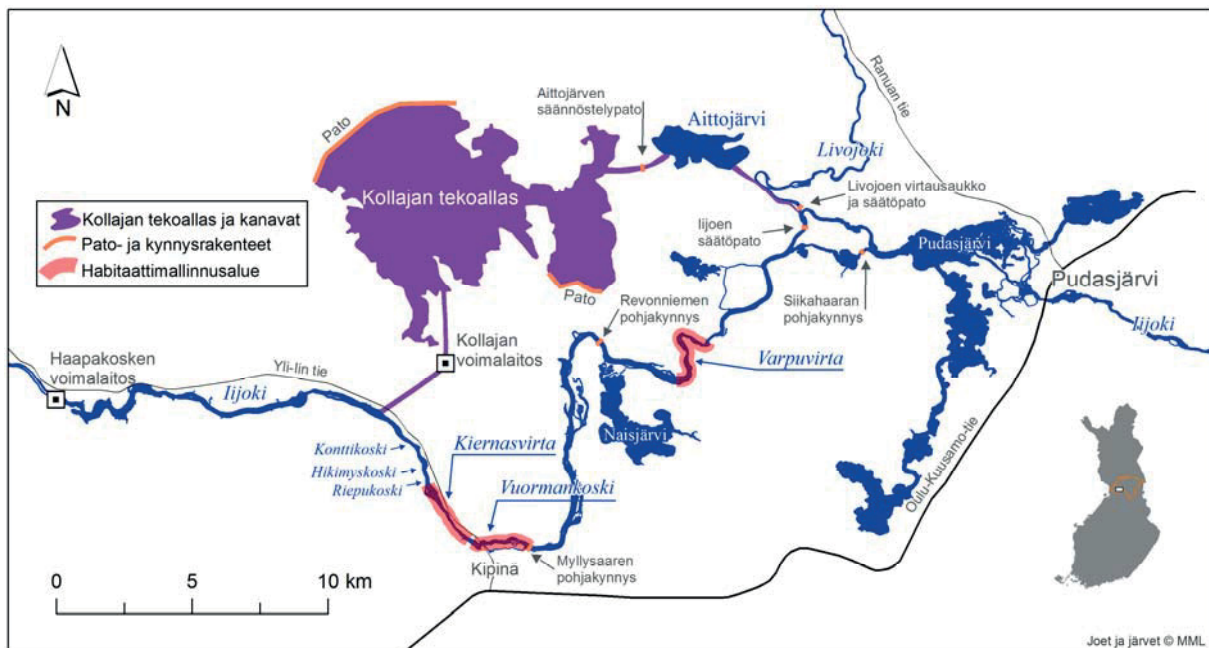 N
Pato
Aittojärven
säännöstelypato
Aittojärvi
Ranuan tie
Livojoki
Kollajan tekoallas
Livojoen virtausaukko
ja säätöpato
Kollajan tekoallas ja kanavat
Pato- ja kynnysrakenteet
Habitaattimallinnusalue
Iijoen
säätöpato
Pudasjärvi
Pudasjärvi
Pato
Revonniemen
pohjakynnys
Siikahaaran
pohjakynnys
Iijoki
Kollajan
voimalaitos
Varpuvirta
Haapakosken
voimalaitos
Yli-Iin tie
Iijoki
Naisjärvi
Konttikoski
Kiernasvirta
Hikimyskoski
Riepukoski
Vuormankoski
Oulu-Kuusamo-tie
Kipinä
Myllysaaren
pohjakynnys
0 5 10 km
Joet ja järvet © MML